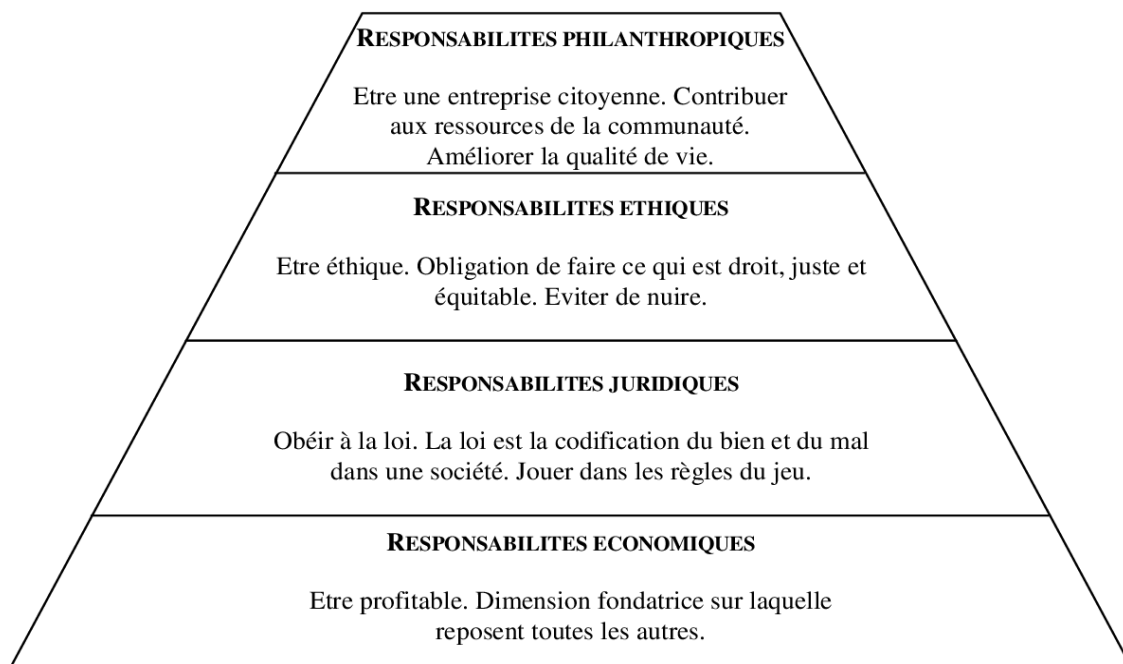 RESPONSABILITES PHILANTHROPIQUES
Etre une entreprise citoyenne. Contribuer
aux ressources de la communauté.
Améliorer la qualité de vie.
RESPONSABILITES ETHIQUES
Etre éthique. Obligation de faire ce qui est droit, juste et
équitable. Eviter de nuire.
RESPONSABILITES JURIDIQUES
Obéir à la loi. La loi est la codification du bien et du mal
dans une société. Jouer dans les règles du jeu.
RESPONSABILITES ECONOMIQUES
Etre profitable. Dimension fondatrice sur laquelle
reposent toutes les autres.